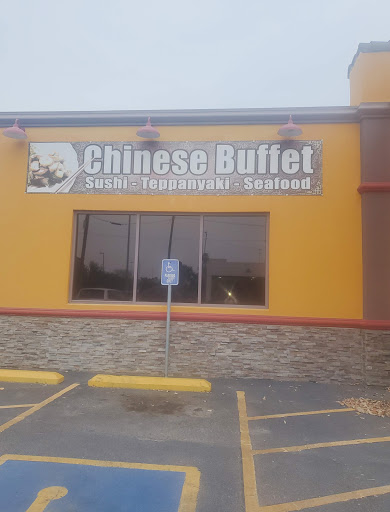 Chinese Buffet
Sushi - Teppanyaki - Seafood